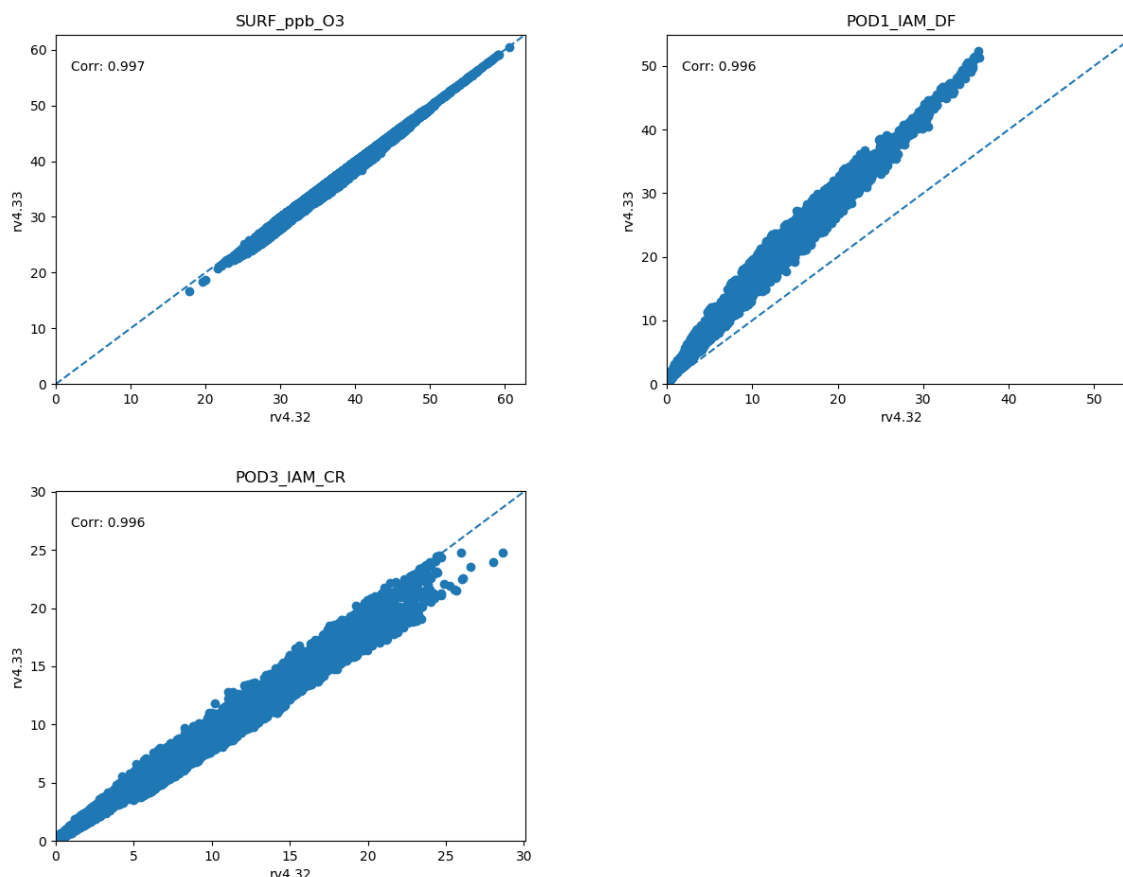 SURF_ppb_O3
60
50
40
30
20
10
0
Corr: 0.997
rv4.33
0 10 20 30 40 50 60
rv4.32
POD1_IAM_DF
50
40
30
20
10
0
Corr: 0.996
rv4.33
0 10 20 30 40 50
rv4.32
POD3_IAM_CR
30
25
20
15
10
5
0
Corr: 0.996
rv4.33
0 5 10 15 20 25 30
rv4.32